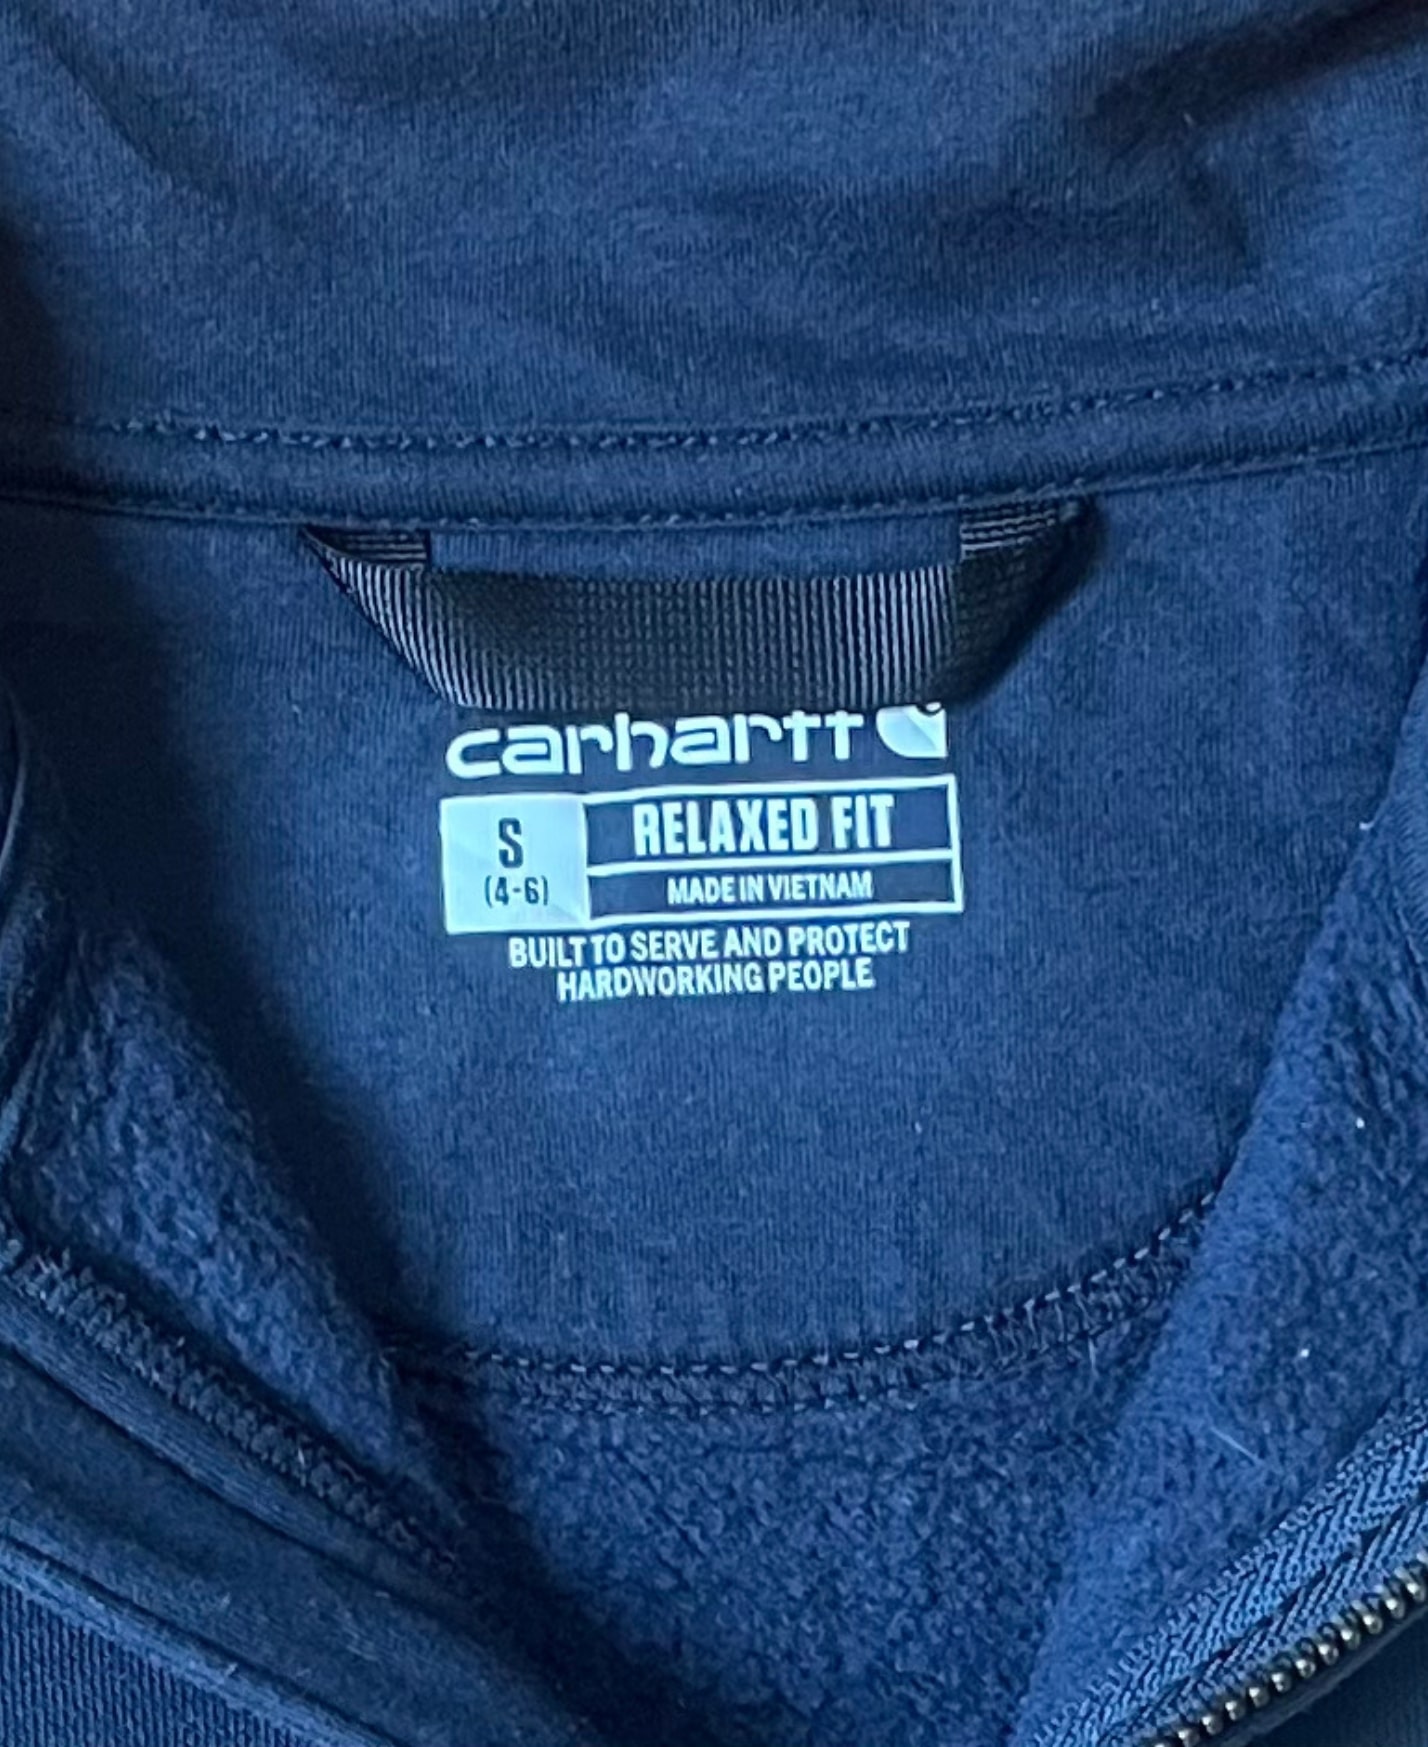 carhartt
S
(4-6)
RELAXED FIT
MADE IN VIETNAM
BUILT TO SERVE AND PROTECT
HARDWORKING PEOPLE